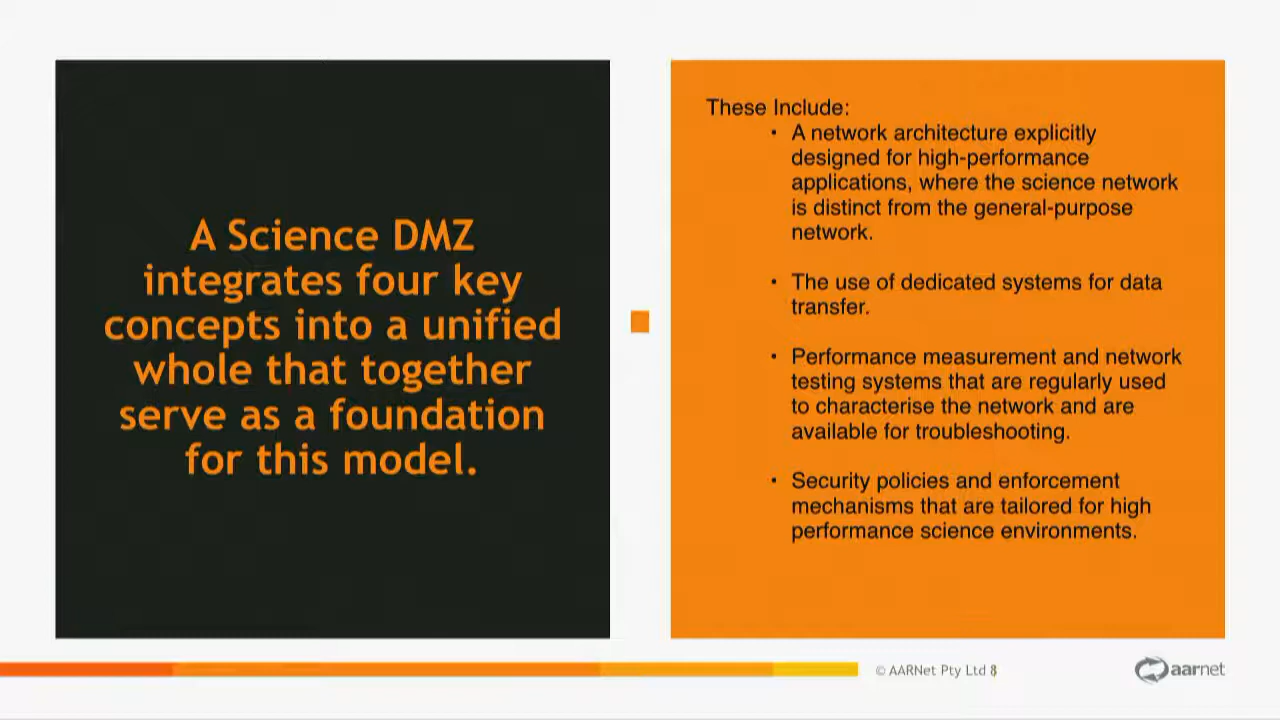 A Science DMZ
integrates four key
concepts into a unified
whole that together
serve as a foundation
for this model.
These Include:
• A network architecture explicitly
designed for high-performance
applications, where the science network
is distinct from the general-purpose
network.
• The use of dedicated systems for data
transfer.
• Performance measurement and network
testing systems that are regularly used
to characterise the network and are
available for troubleshooting.
• Security policies and enforcement
mechanisms that are tailored for high
performance science environments.
© AARNet Pty Ltd 8
aarnet